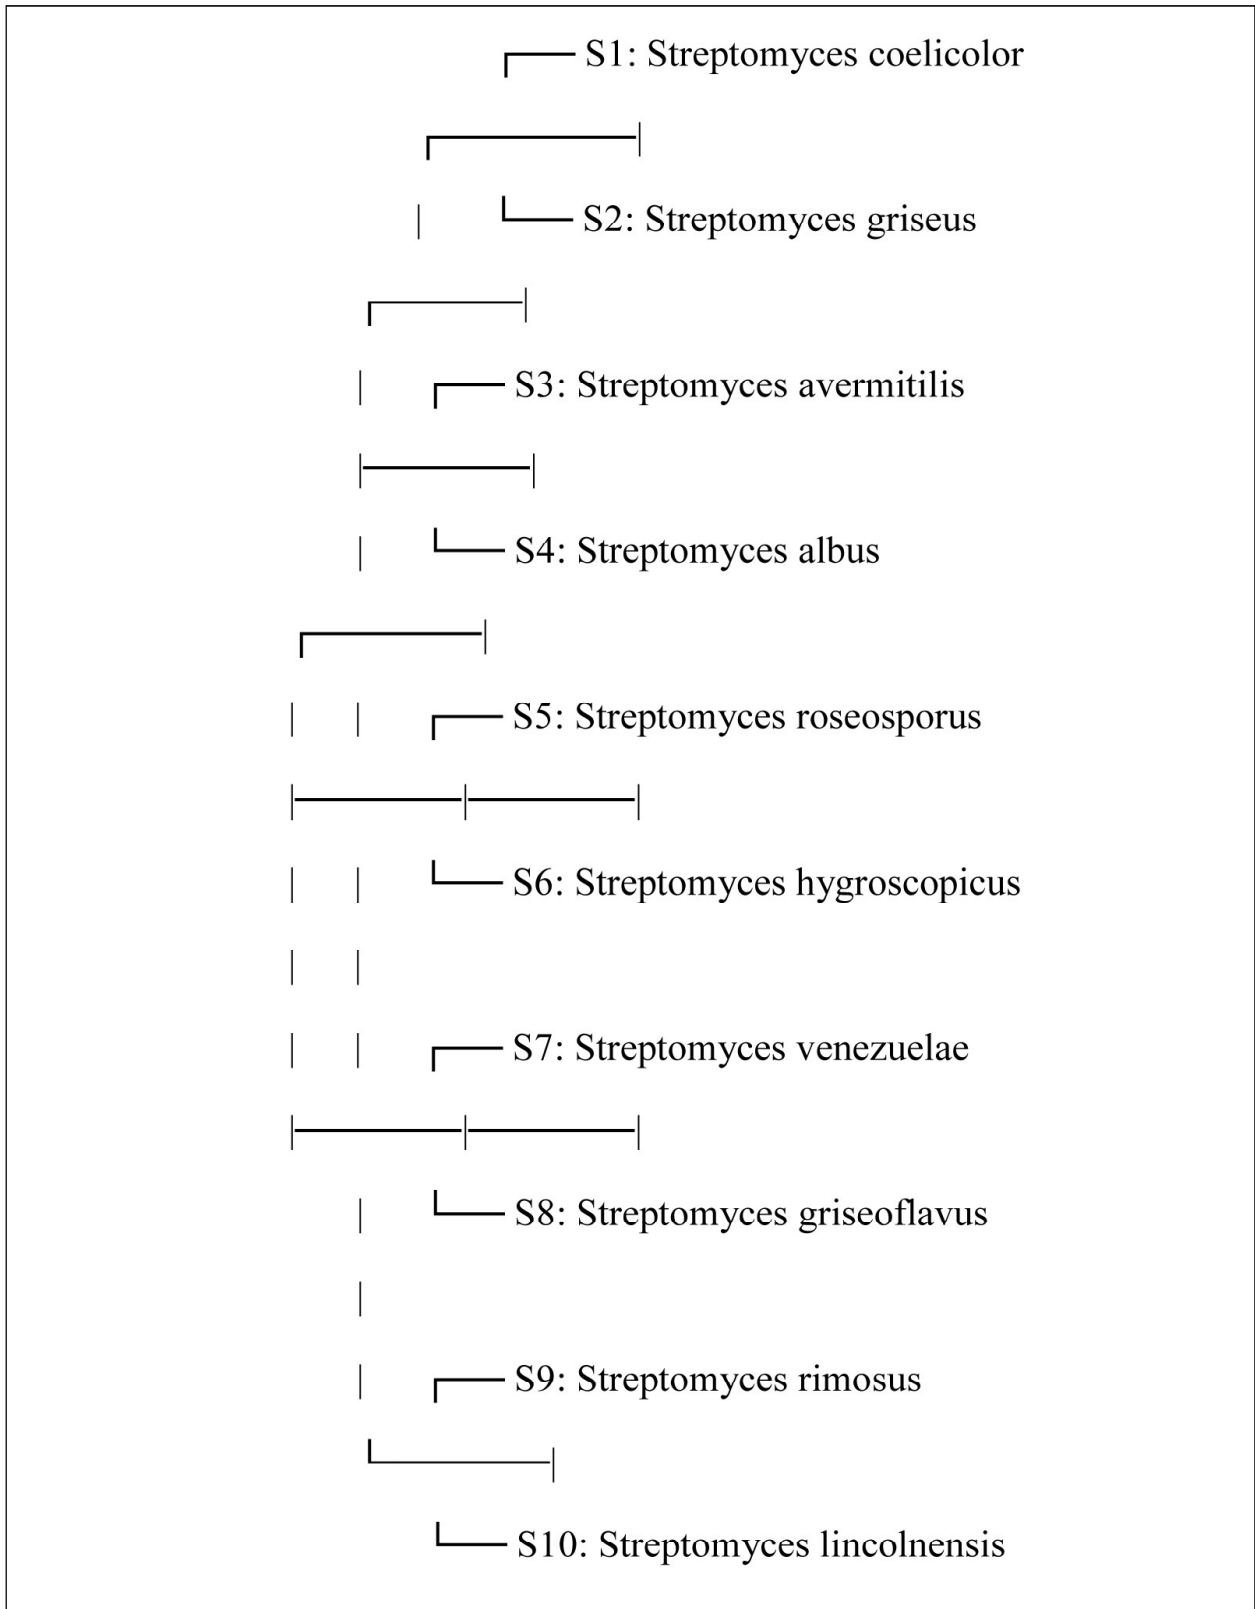 S1: Streptomyces coelicolor
S2: Streptomyces griseus
S3: Streptomyces avermitilis
S4: Streptomyces albus
S5: Streptomyces roseosporus
S6: Streptomyces hygroscopicus
S7: Streptomyces venezuelae
S8: Streptomyces griseoflavus
S9: Streptomyces rimosus
S10: Streptomyces lincolnensis